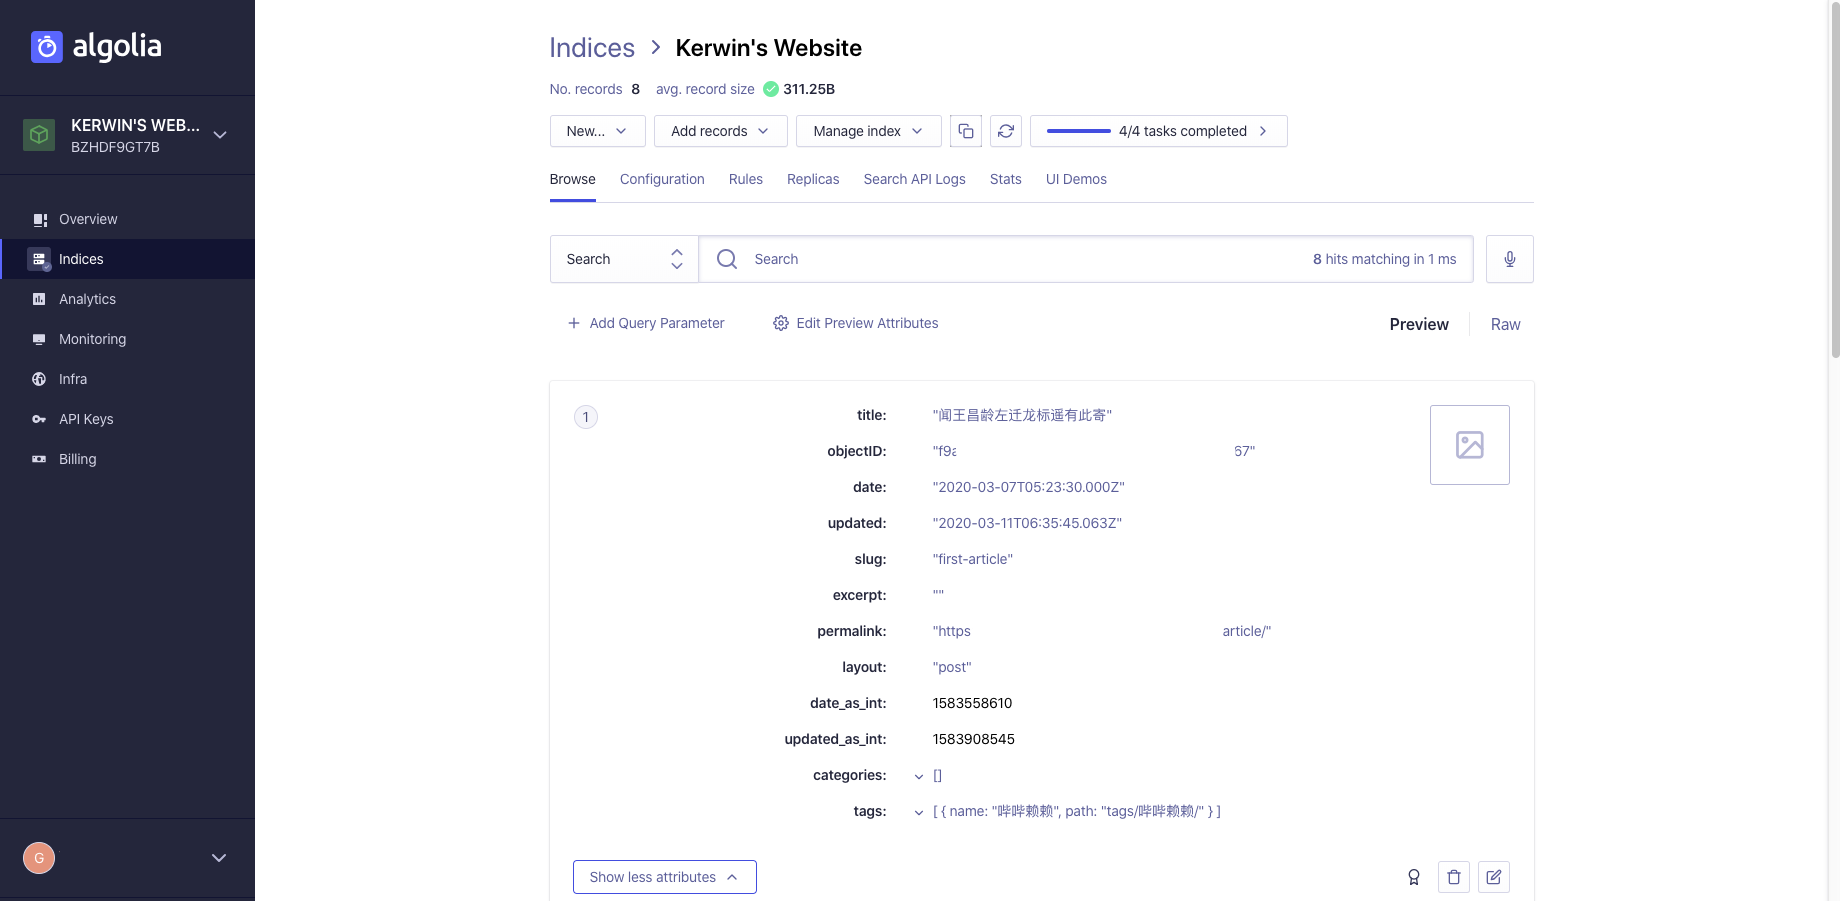 algolia
KERWIN'S WEB...
BZHDF9GT7B
Overview
Indices
Analytics
Monitoring
Infra
API Keys
Billing
G
Indices > Kerwin's Website
No. records 8 avg. record size 311.25B
New... Add records Manage index 4/4 tasks completed
Browse Configuration Rules Replicas Search API Logs Stats UI Demos
Search Search 8 hits matching in 1 ms
Add Query Parameter Edit Preview Attributes Preview Raw
1
title: "闻王昌龄左迁龙标遥有此寄"
objectID: "f9a 67"
date: "2020-03-07T05:23:30.000Z"
updated: "2020-03-11T06:35:45.063Z"
slug: "first-article"
excerpt: ""
permalink: "https article/"
layout: "post"
date_as_int: 1583558610
updated_as_int: 1583908545
categories: []
tags: [ { name: "哔哔赖赖", path: "tags/哔哔赖赖/" } ]
Show less attributes